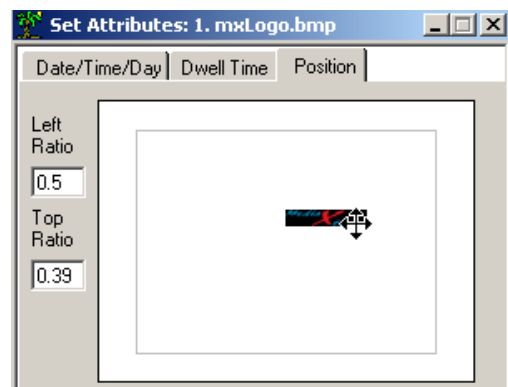 Set Attributes: 1. mxLogo.bmp
Date/Time/Day Dwell Time Position
Left
Ratio
0.5
Top
Ratio
0.39